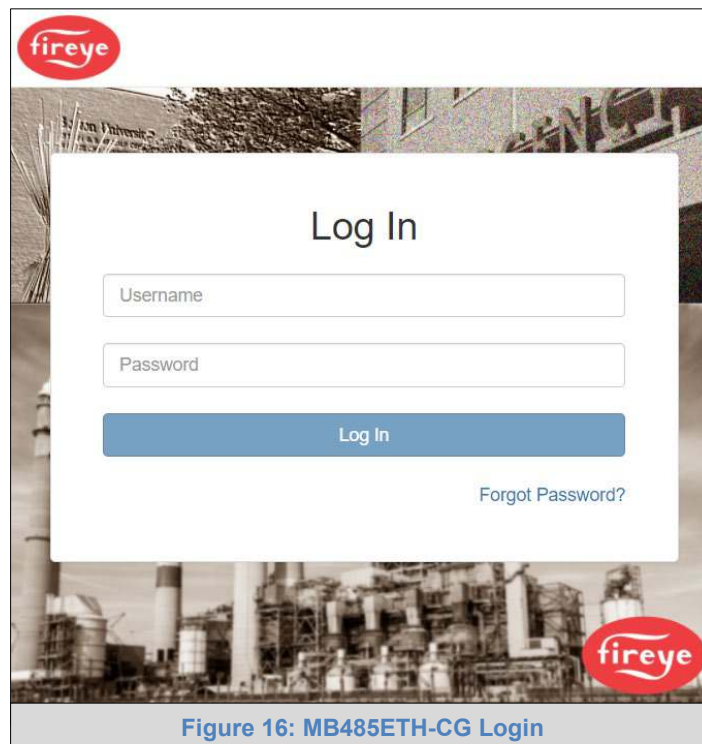 fireye
Log In
Username
Password
Log In
Forgot Password?
fireye
Figure 16: MB485ETH-CG Login